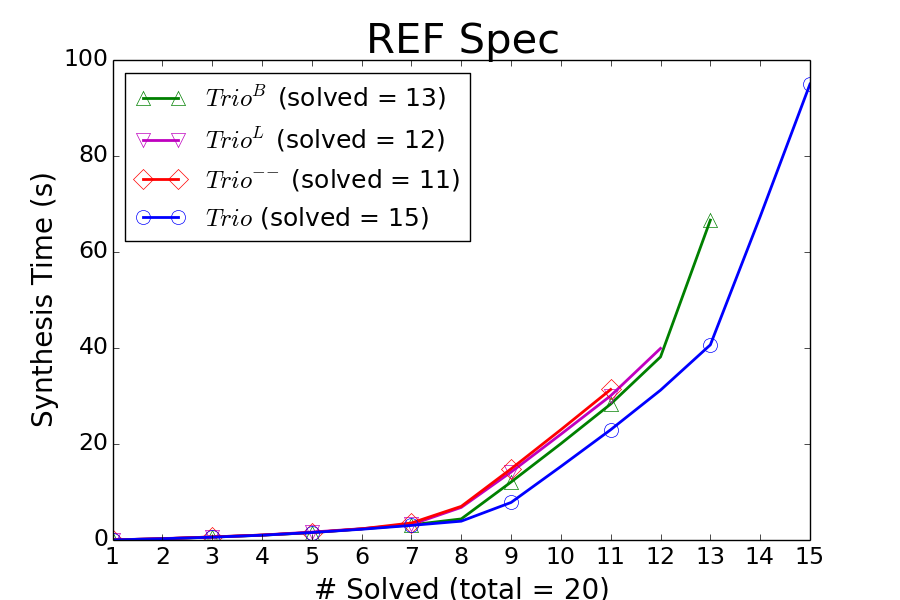 REF Spec
100
80
60
40
20
0
Synthesis Time (s)
Trio^B (solved = 13)
Trio^L (solved = 12)
Trio^-- (solved = 11)
Trio (solved = 15)
1 2 3 4 5 6 7 8 9 10 11 12 13 14 15
# Solved (total = 20)